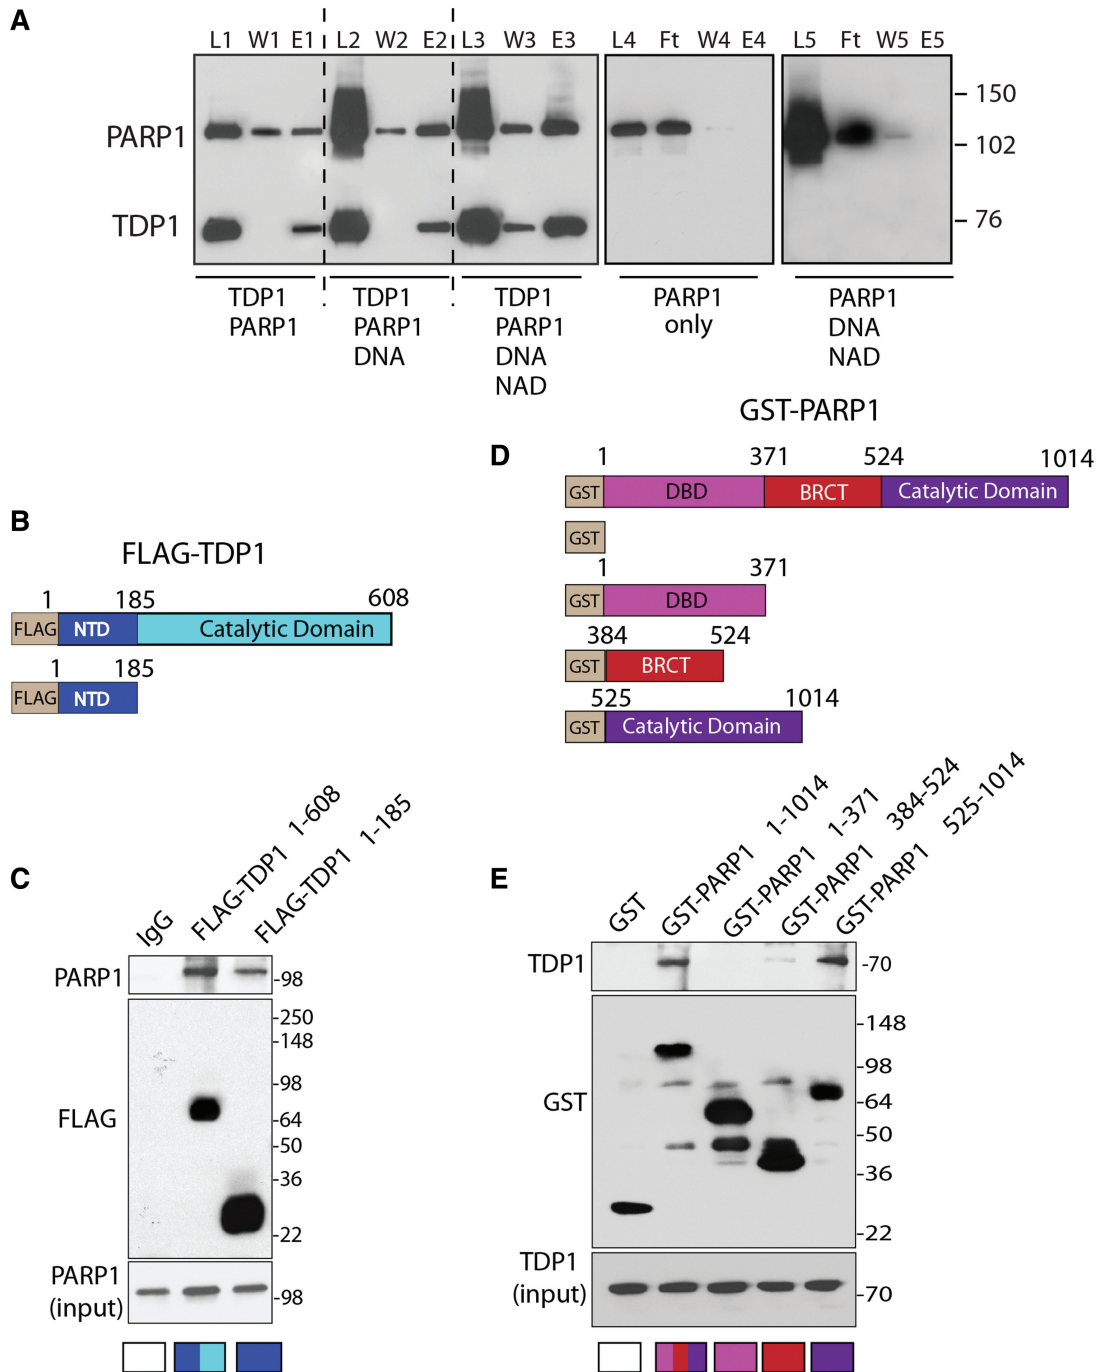 A
L1 W1 E1 L2 W2 E2 L3 W3 E3 L4 Ft W4 E4 L5 Ft W5 E5
PARP1
TDP1
150
102
76
TDP1
PARP1
TDP1
PARP1
DNA
TDP1
PARP1
DNA
NAD
PARP1
only
PARP1
DNA
NAD
B
FLAG-TDP1
1 185 608
FLAG NTD Catalytic Domain
1 185
FLAG NTD
D
GST-PARP1
1 371 524 1014
GST DBD BRCT Catalytic Domain
GST
1 371
GST DBD
384 524
GST BRCT
525 1014
GST Catalytic Domain
C
IgG
FLAG-TDP1 1-608
FLAG-TDP1 1-185
PARP1
-98
FLAG
-250
-148
-98
-64
-50
-36
-22
PARP1
(input)
-98
E
GST
GST-PARP1 1-1014
GST-PARP1 1-371
GST-PARP1 384-524
GST-PARP1 525-1014
TDP1
-70
GST
-148
-98
-64
-50
-36
-22
TDP1
(input)
-70